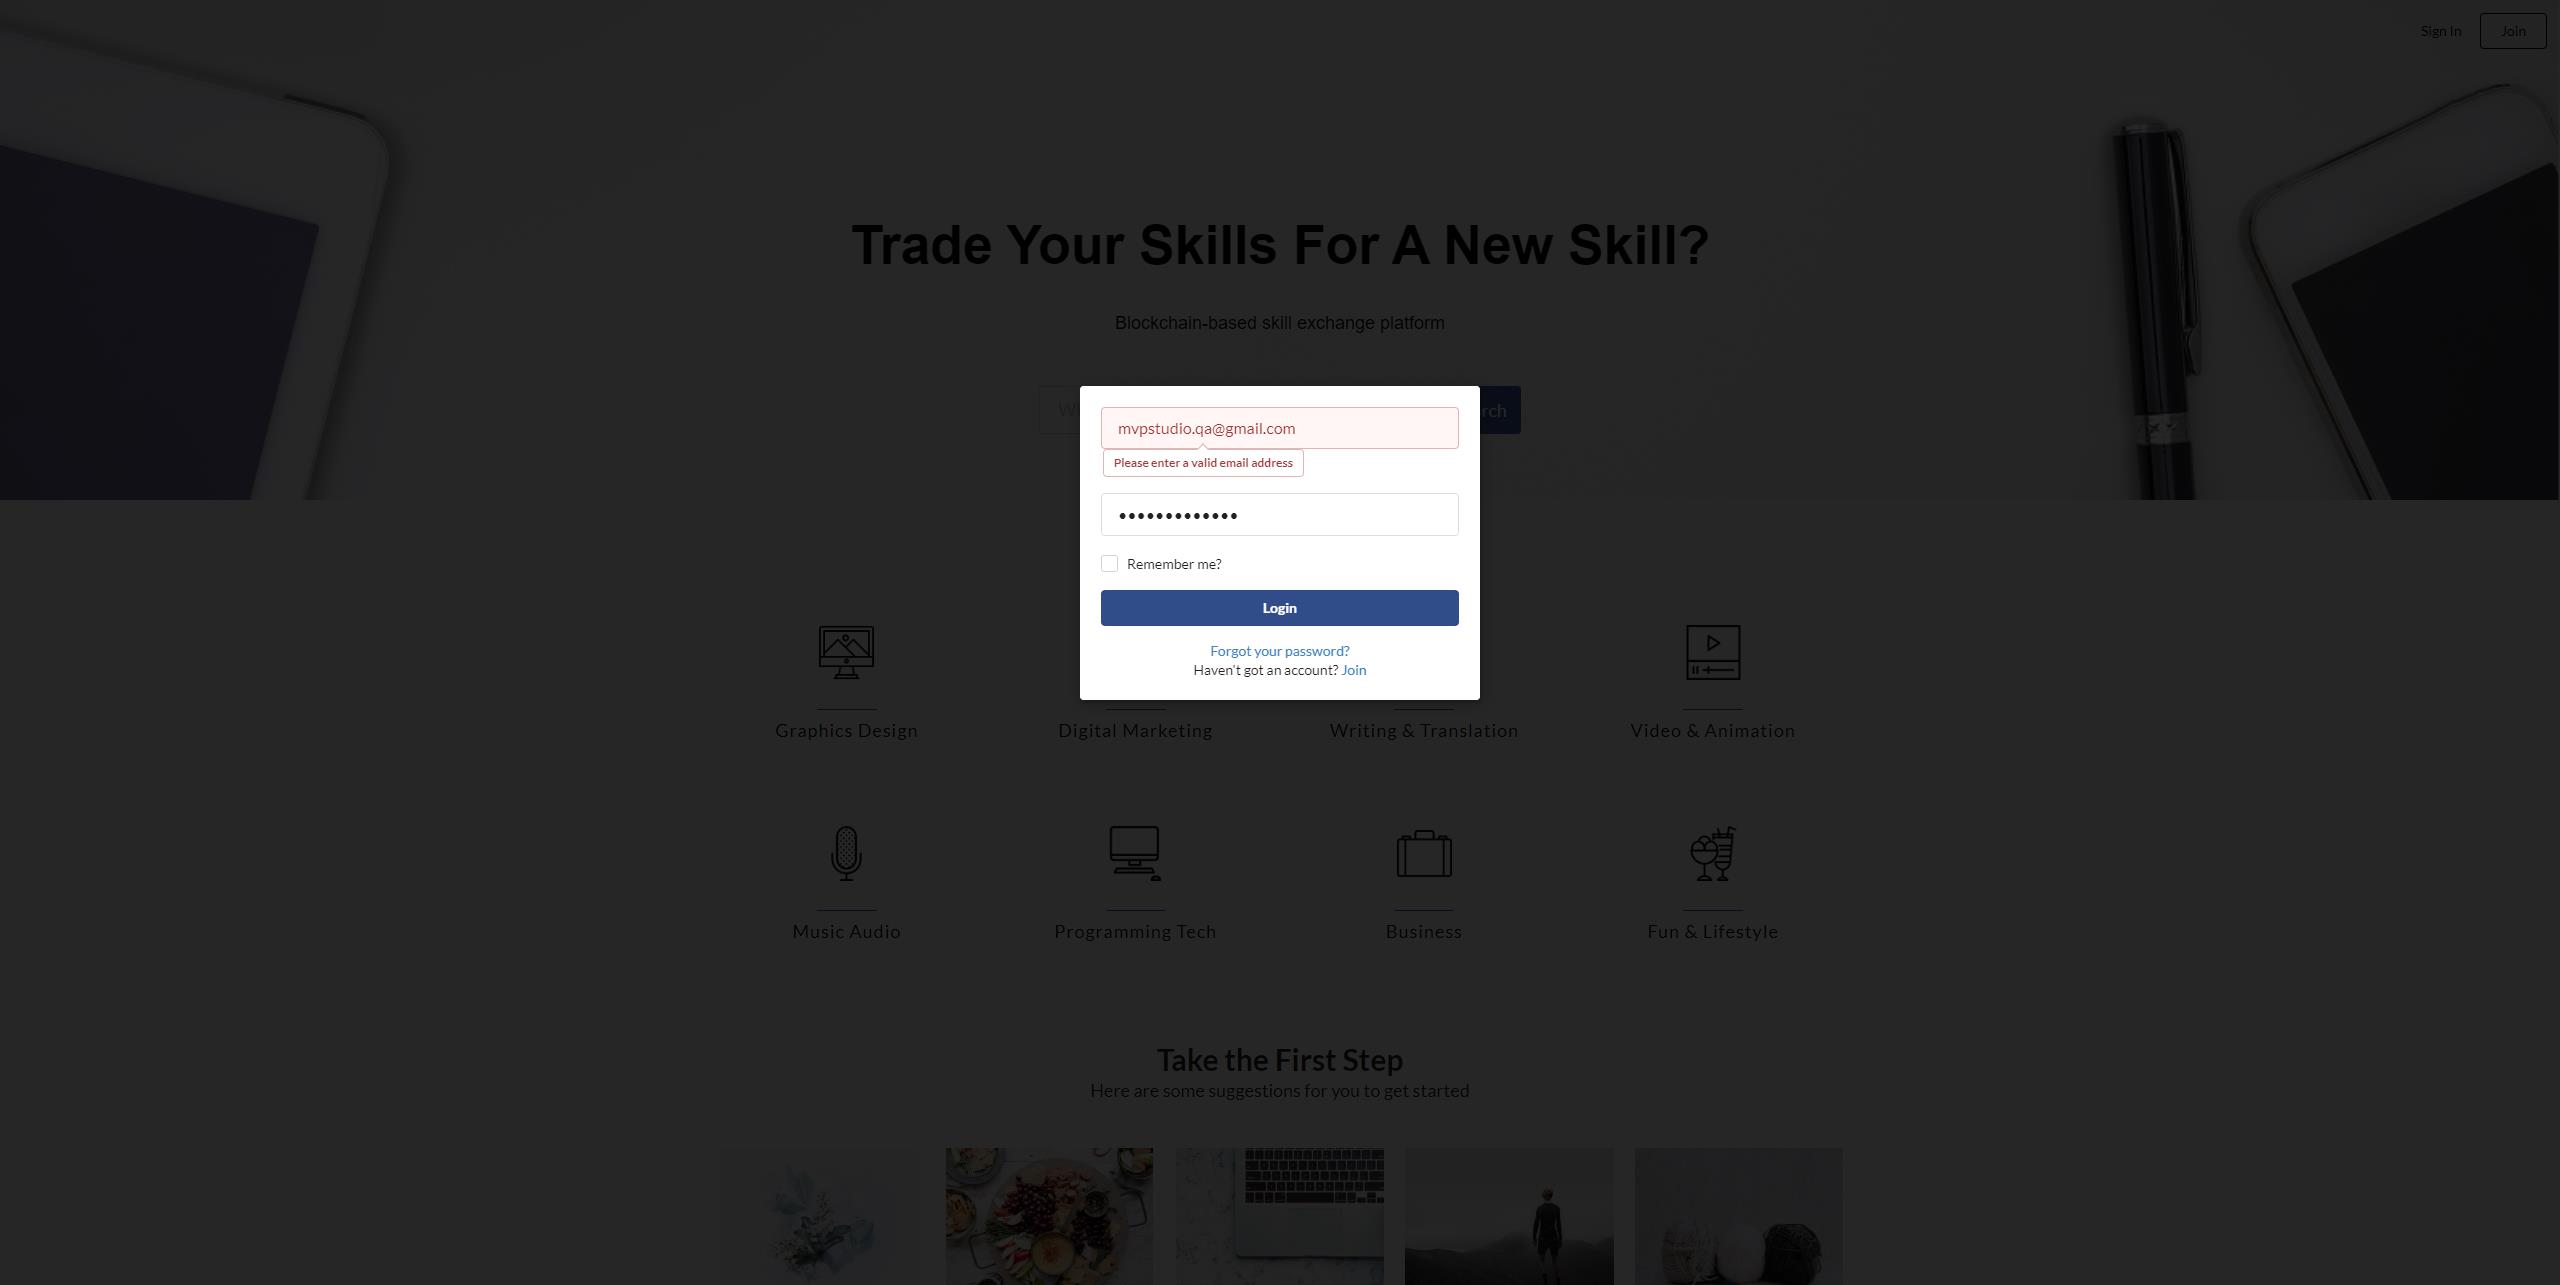 Sign In
Join
Trade Your Skills For A New Skill?
Blockchain-based skill exchange platform
mvpstudio.qa@gmail.com
Please enter a valid email address
•••••••••••••
Remember me?
Login
Forgot your password?
Haven't got an account? Join
Graphics Design
Digital Marketing
Writing & Translation
Video & Animation
Music Audio
Programming Tech
Business
Fun & Lifestyle
Take the First Step
Here are some suggestions for you to get started